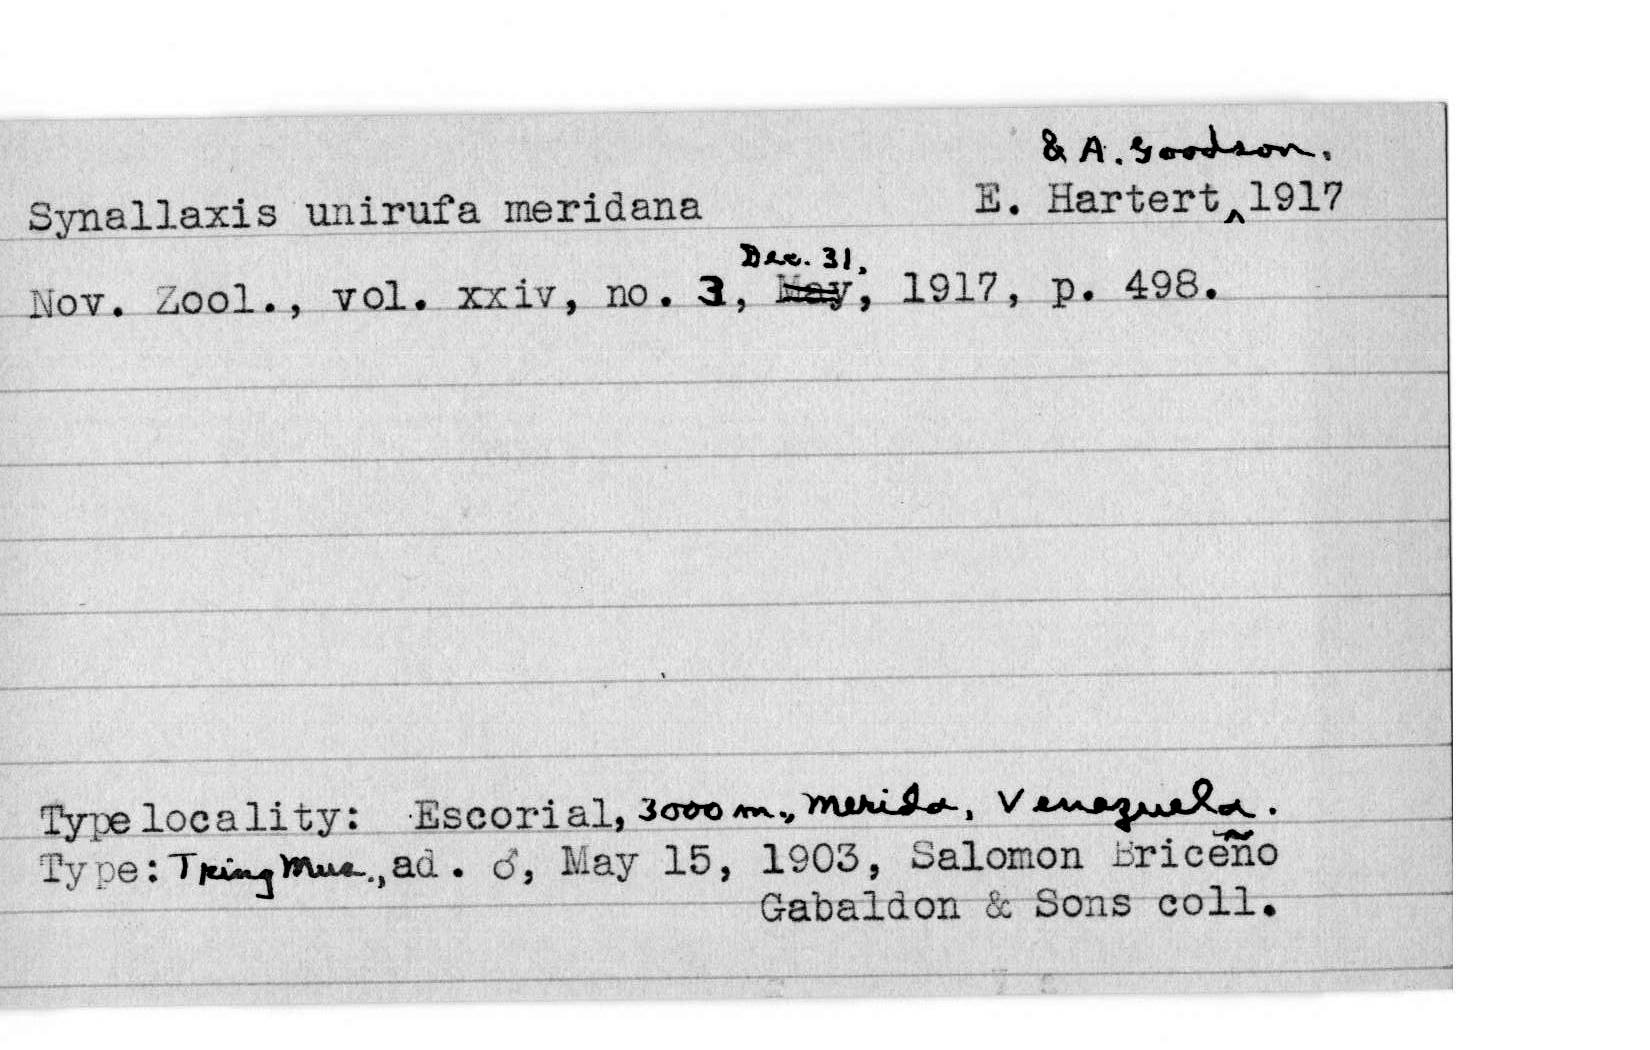 & A. Goodson.
Synallaxis unirufa meridana E. Hartert ‸ 1917
Dec. 31,
Nov. Zool., vol. xxiv, no. 3, May, 1917, p. 498.
Type locality: Escorial, 3000 m., Merida, Venezuela.
Type: Tring Mus., ad. ♂, May 15, 1903, Salomon Briceño
Gabaldon & Sons coll.